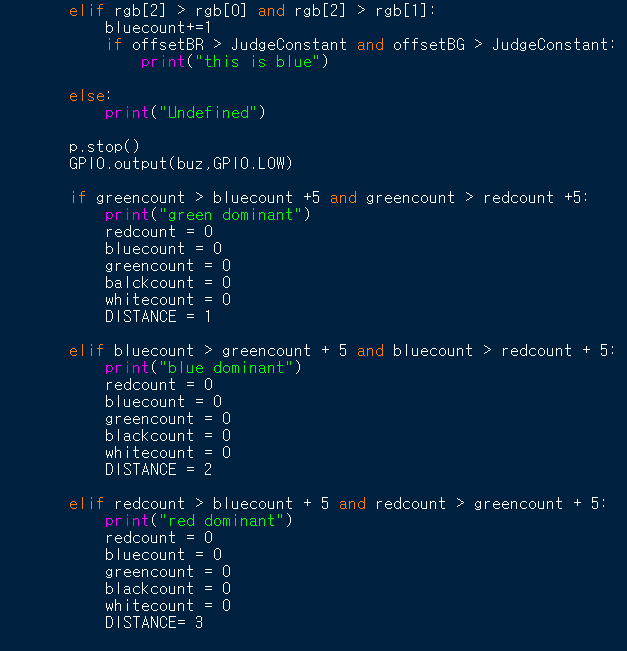 elif rgb[2] > rgb[0] and rgb[2] > rgb[1]:
bluecount+=1
if offsetBR > JudgeConstant and offsetBG > JudgeConstant:
print("this is blue")
else:
print("Undefined")
p.stop()
GPIO.output(buz,GPIO.LOW)
if greencount > bluecount +5 and greencount > redcount +5:
print("green dominant")
redcount = 0
bluecount = 0
greencount = 0
balckcount = 0
whitecount = 0
DISTANCE = 1
elif bluecount > greencount + 5 and bluecount > redcount + 5:
print("blue dominant")
redcount = 0
bluecount = 0
greencount = 0
blackcount = 0
whitecount = 0
DISTANCE = 2
elif redcount > bluecount + 5 and redcount > greencount + 5:
print("red dominant")
redcount = 0
bluecount = 0
greencount = 0
blackcount = 0
whitecount = 0
DISTANCE= 3